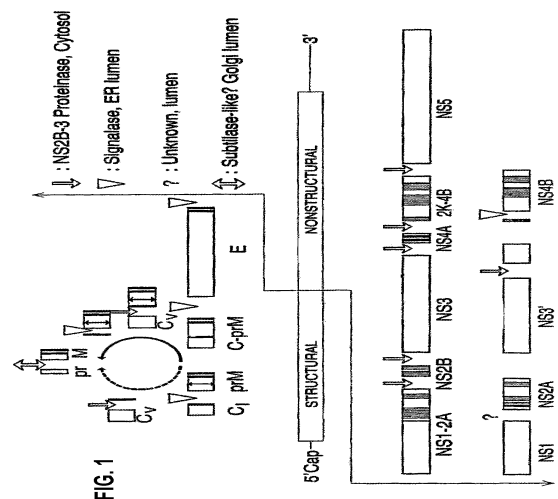 FIG. 1
⇓ : NS2B-3 Proteinase, Cytosol
▽ : Signalase, ER lumen
? : Unknown, lumen
⇕ : Subtilase-like? Golgi lumen
pr M
Cv
Cv
CI prM C-prM E
5'Cap STRUCTURAL NONSTRUCTURAL 3'
NS1-2A NS2B NS3 NS4A 2K-4B NS5
?
NS1 NS2A NS3' NS4B